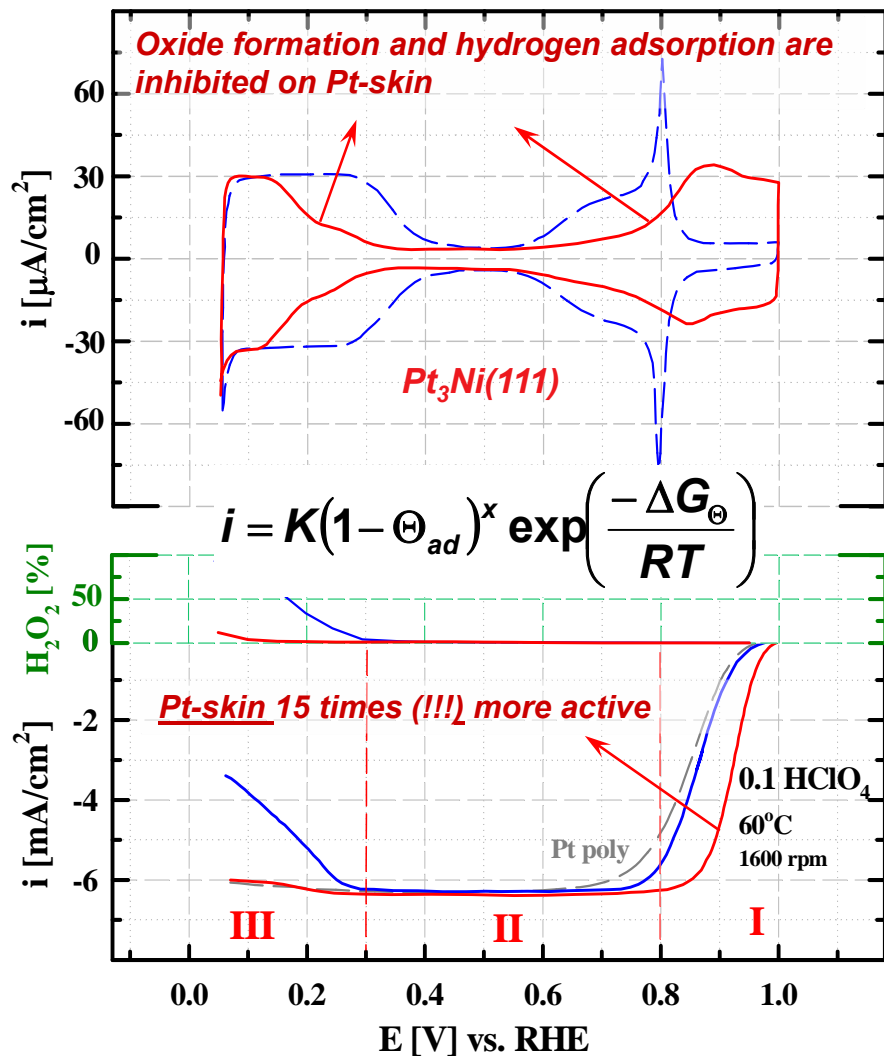 Oxide formation and hydrogen adsorption are
inhibited on Pt-skin
60
30
0
-30
-60
i [μA/cm²]
Pt₃Ni(111)
i = K(1 - Θ_ad)^x exp(-ΔG_Θ / RT)
H₂O₂ [%]
50
0
Pt-skin 15 times (!!!) more active
-2
-4
-6
i [mA/cm²]
0.1 HClO₄
60°C
1600 rpm
Pt poly
III
II
I
0.0 0.2 0.4 0.6 0.8 1.0
E [V] vs. RHE